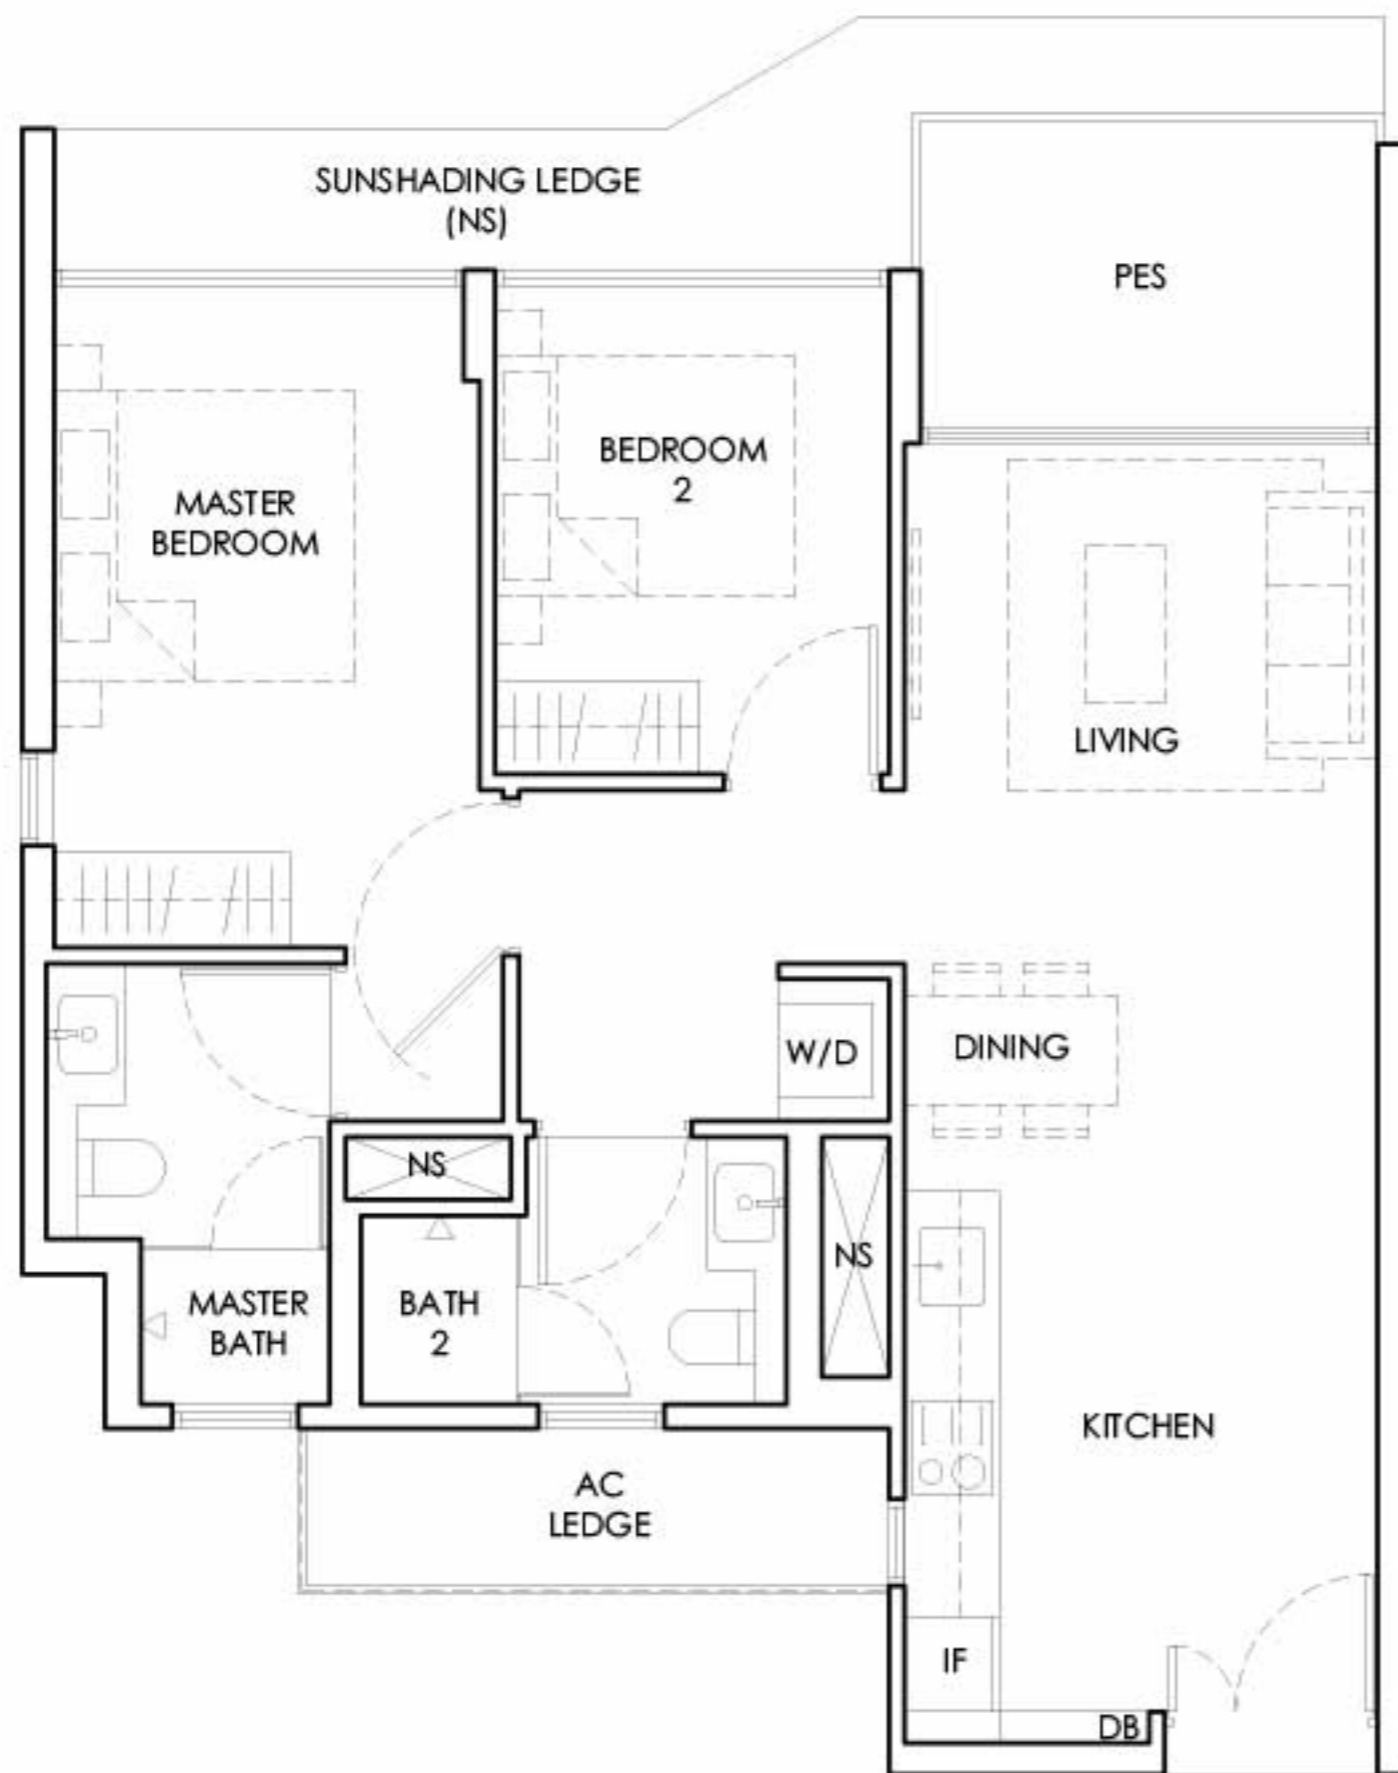 SUNSHADING LEDGE
(NS)
PES
BEDROOM
2
MASTER
BEDROOM
LIVING
W/D
DINING
NS
NS
MASTER
BATH
BATH
2
KITCHEN
AC
LEDGE
IF
DB